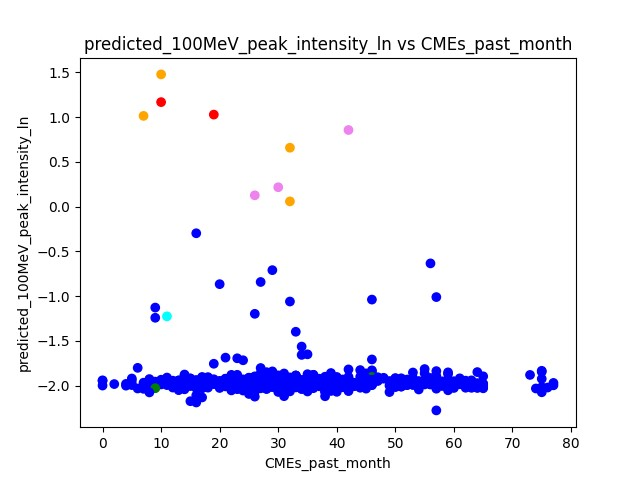 predicted_100MeV_peak_intensity_ln vs CMEs_past_month
predicted_100MeV_peak_intensity_ln
1.5
1.0
0.5
0.0
−0.5
−1.0
−1.5
−2.0
0 10 20 30 40 50 60 70 80
CMEs_past_month